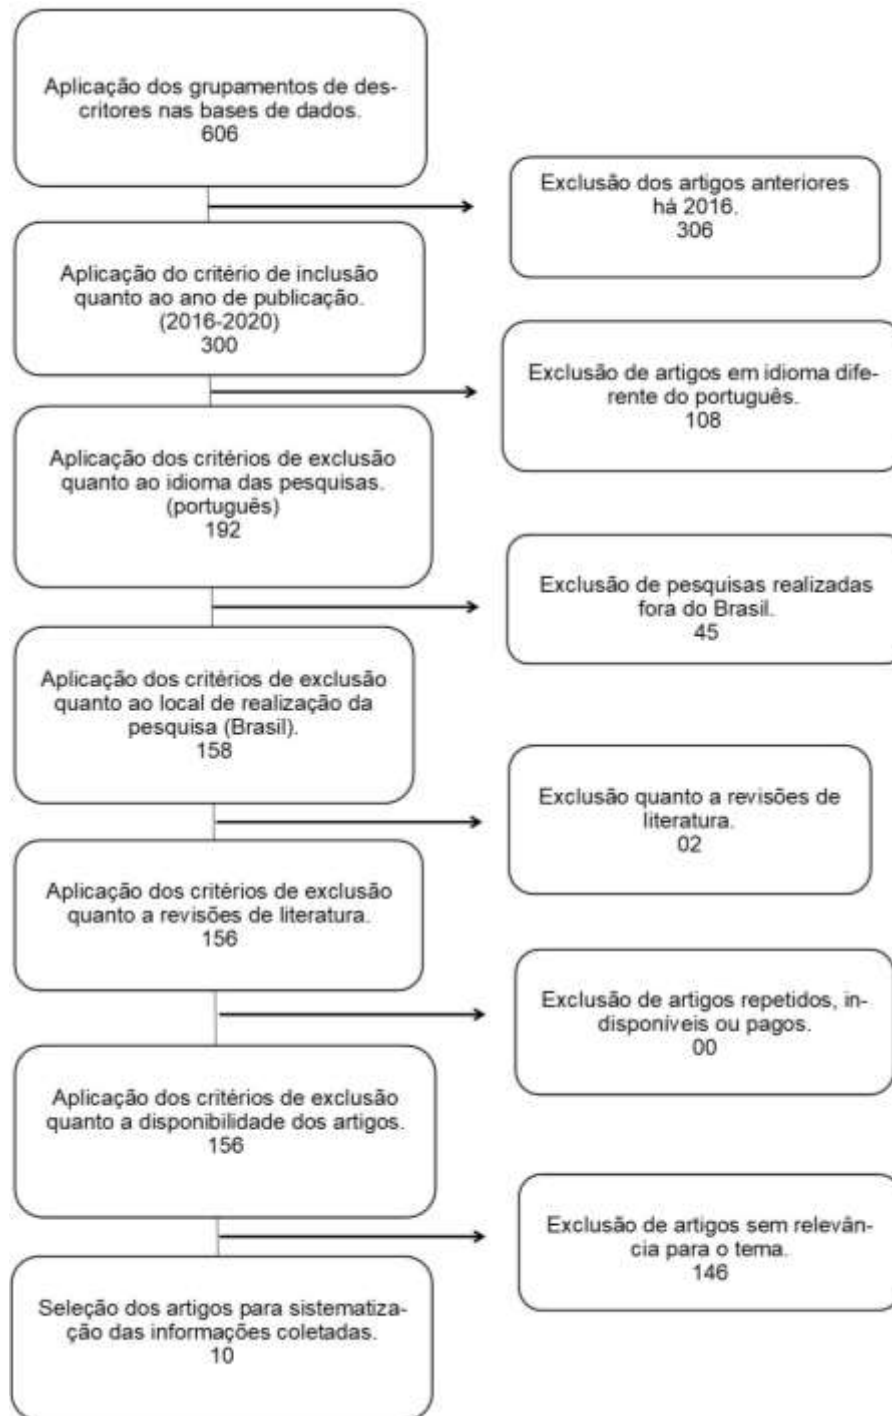 Aplicação dos grupamentos de des-
critores nas bases de dados.
606
Exclusão dos artigos anteriores
há 2016.
306
Aplicação do critério de inclusão
quanto ao ano de publicação.
(2016-2020)
300
Exclusão de artigos em idioma dife-
rente do português.
108
Aplicação dos critérios de exclusão
quanto ao idioma das pesquisas.
(português)
192
Exclusão de pesquisas realizadas
fora do Brasil.
45
Aplicação dos critérios de exclusão
quanto ao local de realização da
pesquisa (Brasil).
158
Exclusão quanto a revisões de
literatura.
02
Aplicação dos critérios de exclusão
quanto a revisões de literatura.
156
Exclusão de artigos repetidos, in-
disponíveis ou pagos.
00
Aplicação dos critérios de exclusão
quanto a disponibilidade dos artigos.
156
Exclusão de artigos sem relevân-
cia para o tema.
146
Seleção dos artigos para sistematiza-
ção das informações coletadas.
10